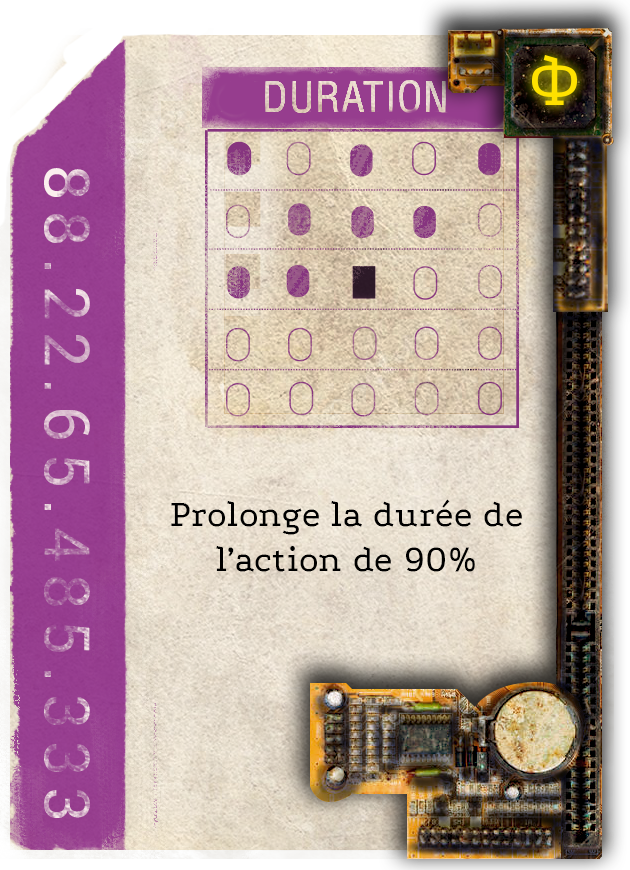 DURATION
Ф
88.22.65.485.333
Prolonge la durée de
l’action de 90%